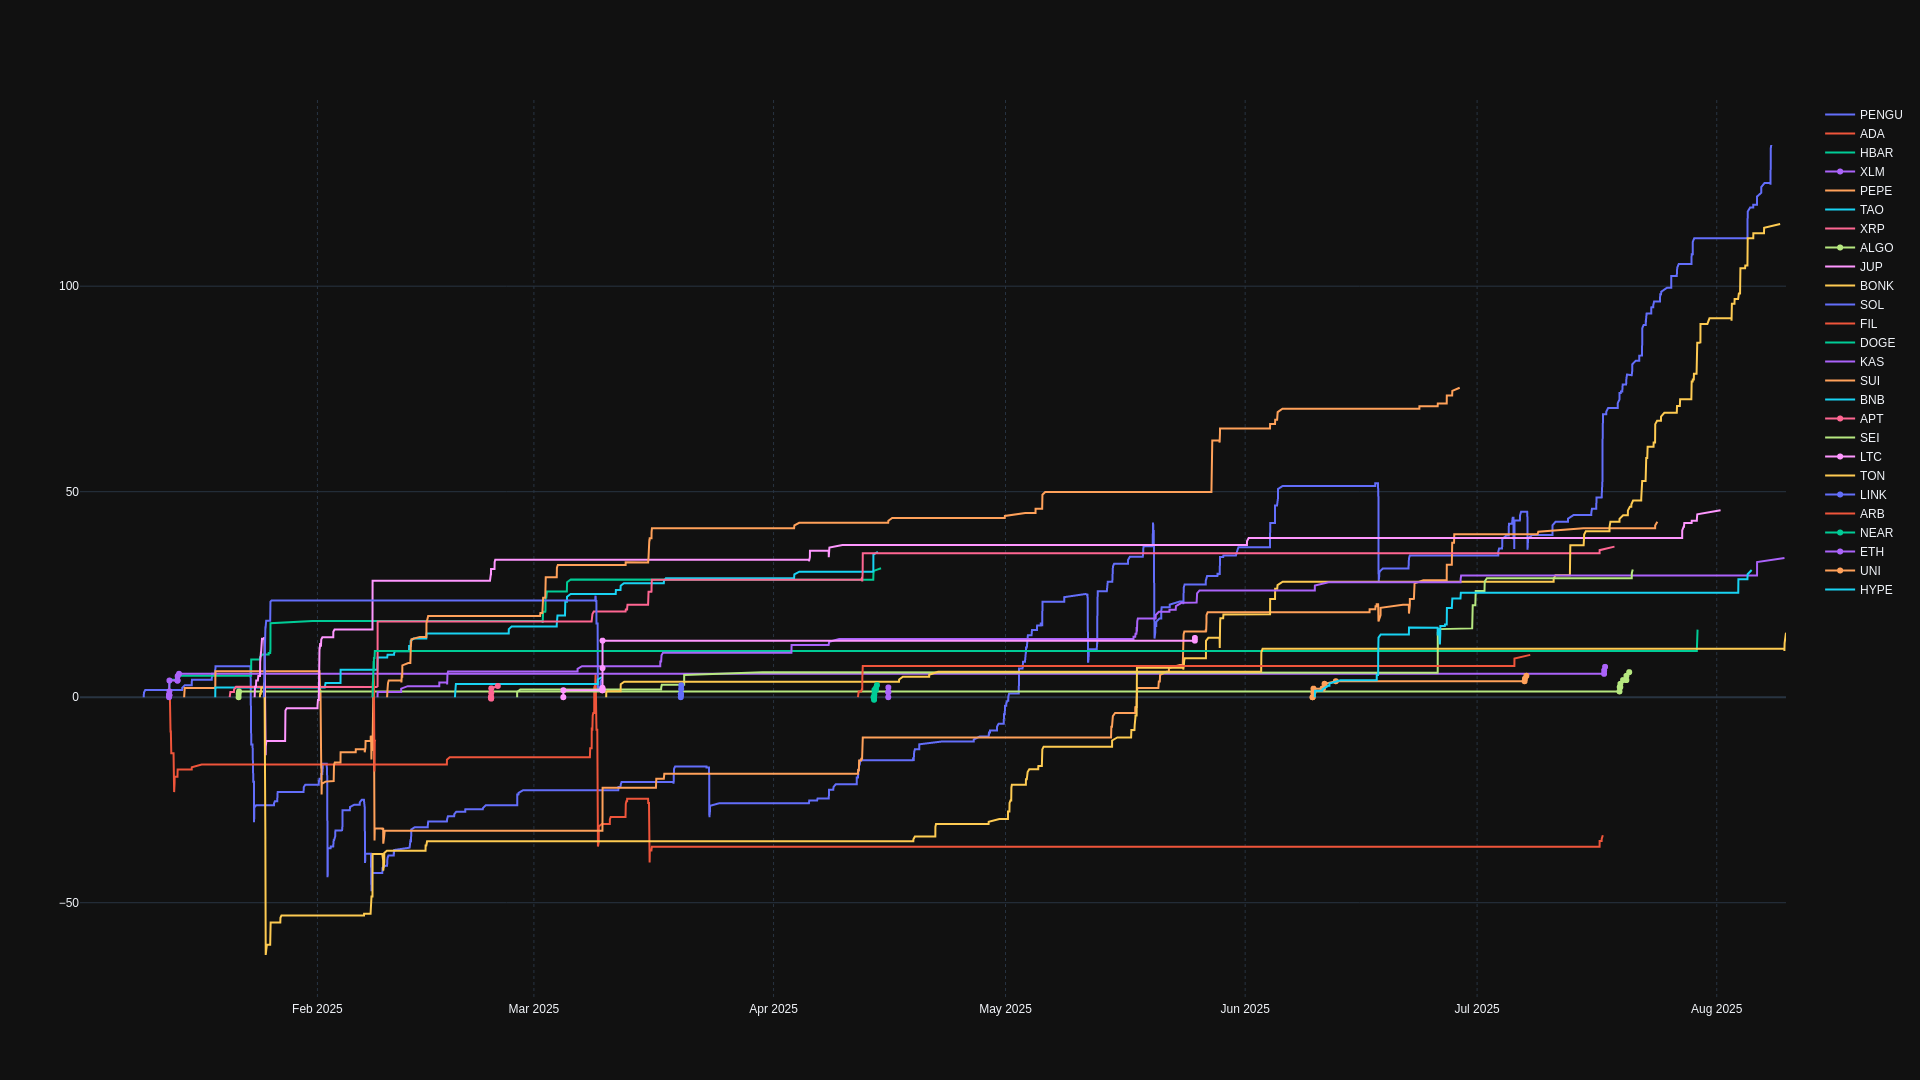 100
50
0
−50
Feb 2025
Mar 2025
Apr 2025
May 2025
Jun 2025
Jul 2025
Aug 2025
PENGU
ADA
HBAR
XLM
PEPE
TAO
XRP
ALGO
JUP
BONK
SOL
FIL
DOGE
KAS
SUI
BNB
APT
SEI
LTC
TON
LINK
ARB
NEAR
ETH
UNI
HYPE